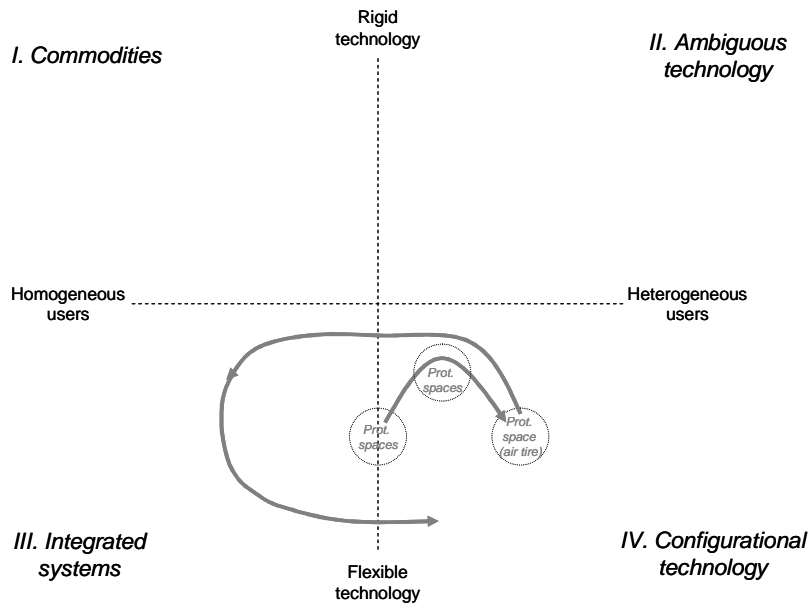 Rigid
technology
I. Commodities
II. Ambiguous
technology
Homogeneous
users
Heterogeneous
users
Prot.
spaces
Prot.
spaces
Prot.
space
(air tire)
III. Integrated
systems
IV. Configurational
technology
Flexible
technology